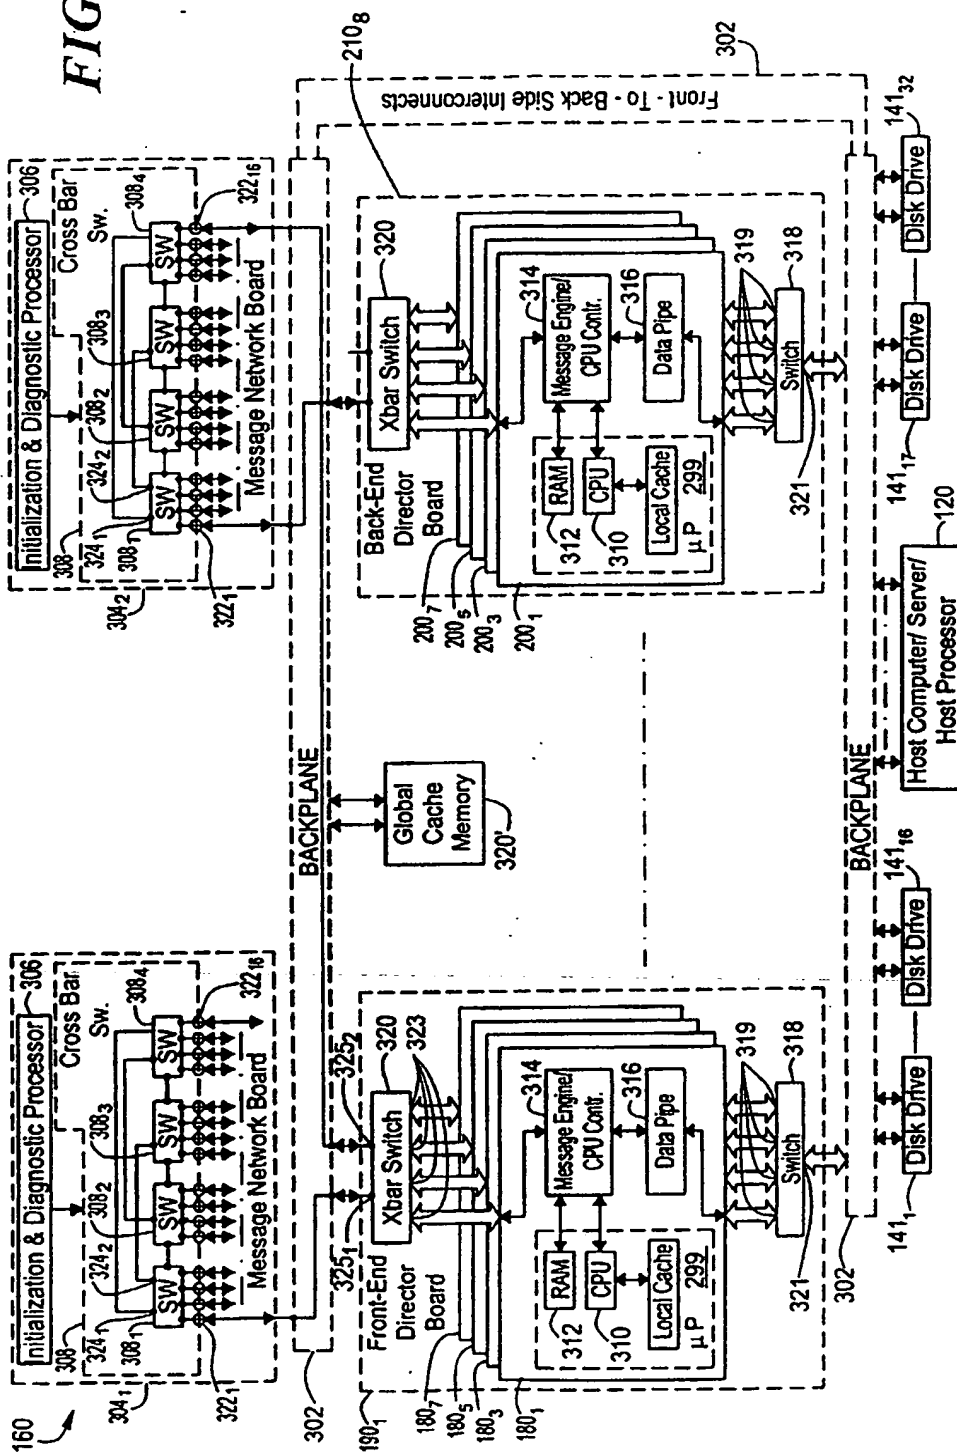 FIG
160
304₁
Initialization & Diagnostic Processor
306
Cross Bar
Sw.
308
308₄
308₃
308₂
324₂
324₁
308₁
SW
SW
SW
SW
322₁
322₁₆
Message Network Board
304₂
Initialization & Diagnostic Processor
306
Cross Bar
Sw.
308
308₄
308₃
308₂
324₂
324₁
308₁
SW
SW
SW
SW
322₁
322₁₆
Message Network Board
302
BACKPLANE
302
Front - To - Back Side Interconnects
Global
Cache
Memory
320'
190₁
Front-End
Director
Board
325₁
325₂
320
Xbar Switch
323
180₇
180₅
180₃
180₁
314
Message Engine/
CPU Contr.
316
Data Pipe
RAM
312
CPU
310
Local Cache
299
μ P
319
318
Switch
321
210₈
Back-End
Director
Board
320
Xbar Switch
200₇
200₅
200₃
200₁
314
Message Engine/
CPU Contr.
316
Data Pipe
RAM
312
CPU
310
Local Cache
299
μ P
319
318
Switch
321
302
BACKPLANE
Disk Drive
141₁
Disk Drive
141₁₆
Host Computer/ Server/
Host Processor
120
Disk Drive
141₁₇
Disk Drive
141₃₂